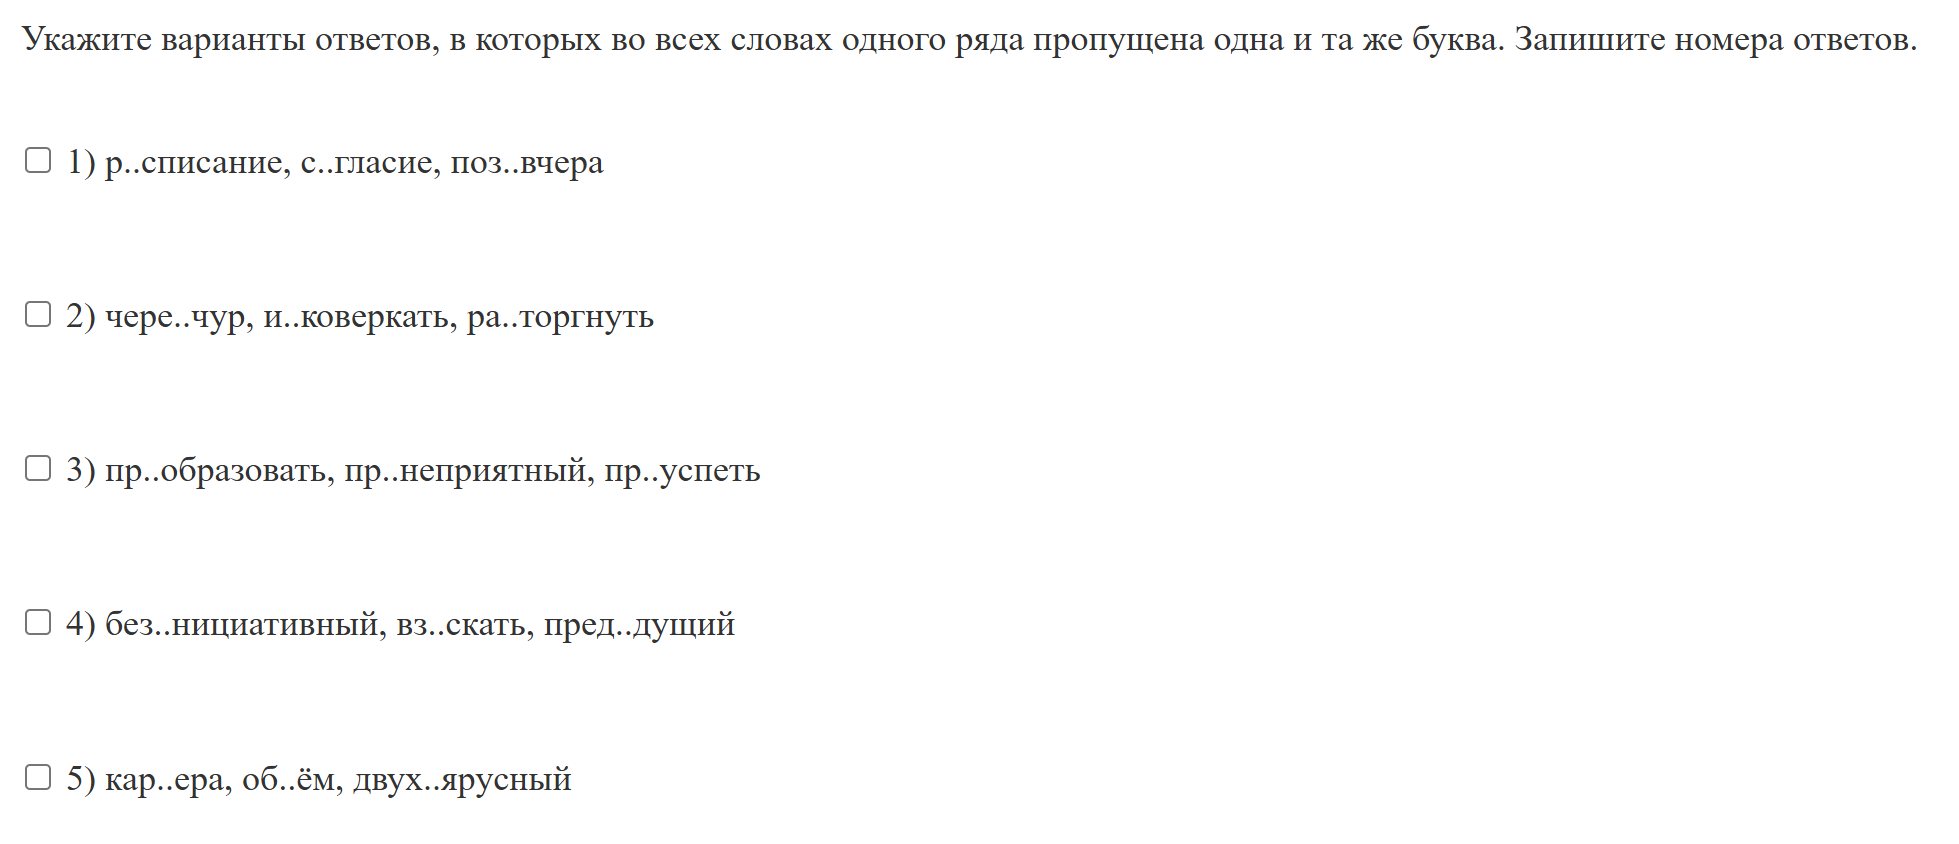 Укажите варианты ответов, в которых во всех словах одного ряда пропущена одна и та же буква. Запишите номера ответов.
1) р..списание, с..гласие, поз..вчера
2) чере..чур, и..коверкать, ра..торгнуть
3) пр..образовать, пр..неприятный, пр..успеть
4) без..нициативный, вз..скать, пред..дущий
5) кар..ера, об..ём, двух..ярусный